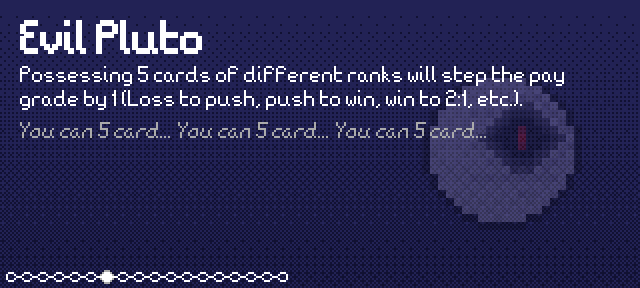 Evil Pluto
Possessing 5 cards of different ranks will step the pay
grade by 1 (Loss to push, push to win, win to 2:1, etc.).
You can 5 card... You can 5 card... You can 5 card...